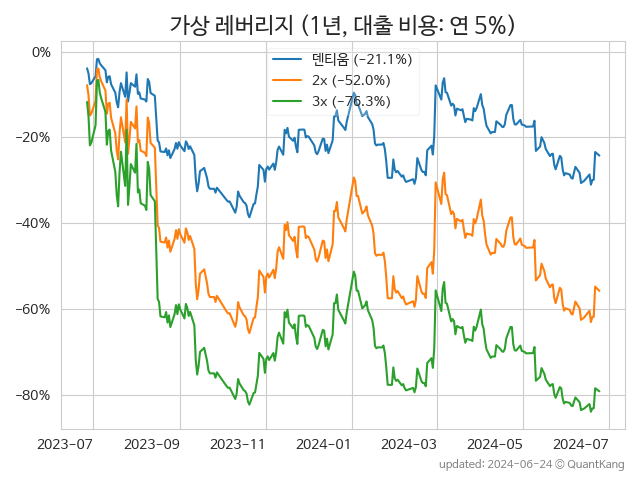 가상 레버리지 (1년, 대출 비용: 연 5%)
덴티움 (−21.1%)
2x (−52.0%)
3x (−76.3%)
0%
−20%
−40%
−60%
−80%
2023-07 2023-09 2023-11 2024-01 2024-03 2024-05 2024-07
updated: 2024-06-24 © QuantKang